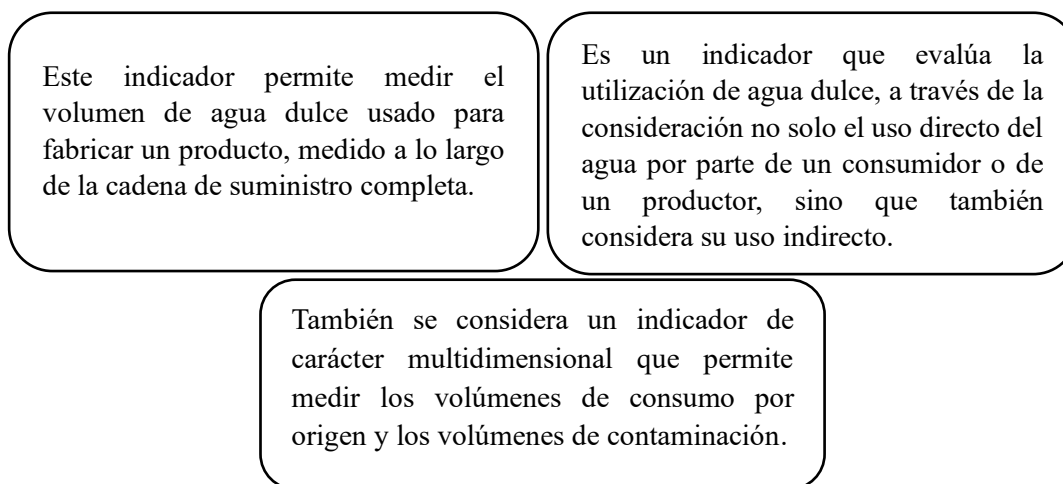 Este indicador permite medir el
volumen de agua dulce usado para
fabricar un producto, medido a lo largo
de la cadena de suministro completa.
Es un indicador que evalúa la
utilización de agua dulce, a través de la
consideración no solo el uso directo del
agua por parte de un consumidor o de
un productor, sino que también
considera su uso indirecto.
También se considera un indicador de
carácter multidimensional que permite
medir los volúmenes de consumo por
origen y los volúmenes de contaminación.